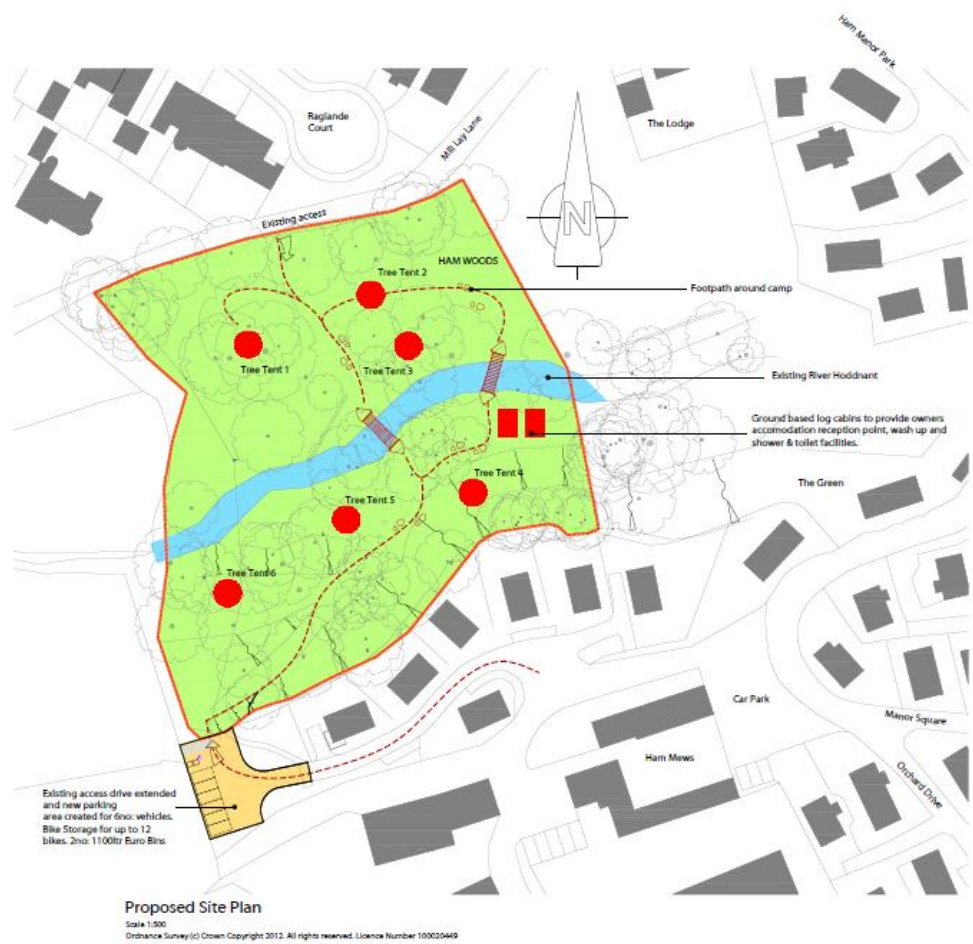 Ham Manor Park
Raglande
Court
Mill Lay Lane
The Lodge
Existing access
N
HAM WOODS
Tree Tent 2
Footpath around camp
Tree Tent 1
Tree Tent 3
Existing River Hoddnant
Ground based log cabins to provide owners
accomodation reception point, wash up and
shower & toilet facilities.
Tree Tent 4
The Green
Tree Tent 5
Tree Tent 6
Car Park
Manor Square
Ham Mews
Orchard Drive
Existing access drive extended
and new parking
area created for 6no: vehicles.
Bike Storage for up to 12
bikes. 2no: 1100ltr Euro Bins
Proposed Site Plan
Scale 1:500
Ordnance Survey (c) Crown Copyright 2012. All rights reserved. Licence Number 100020449